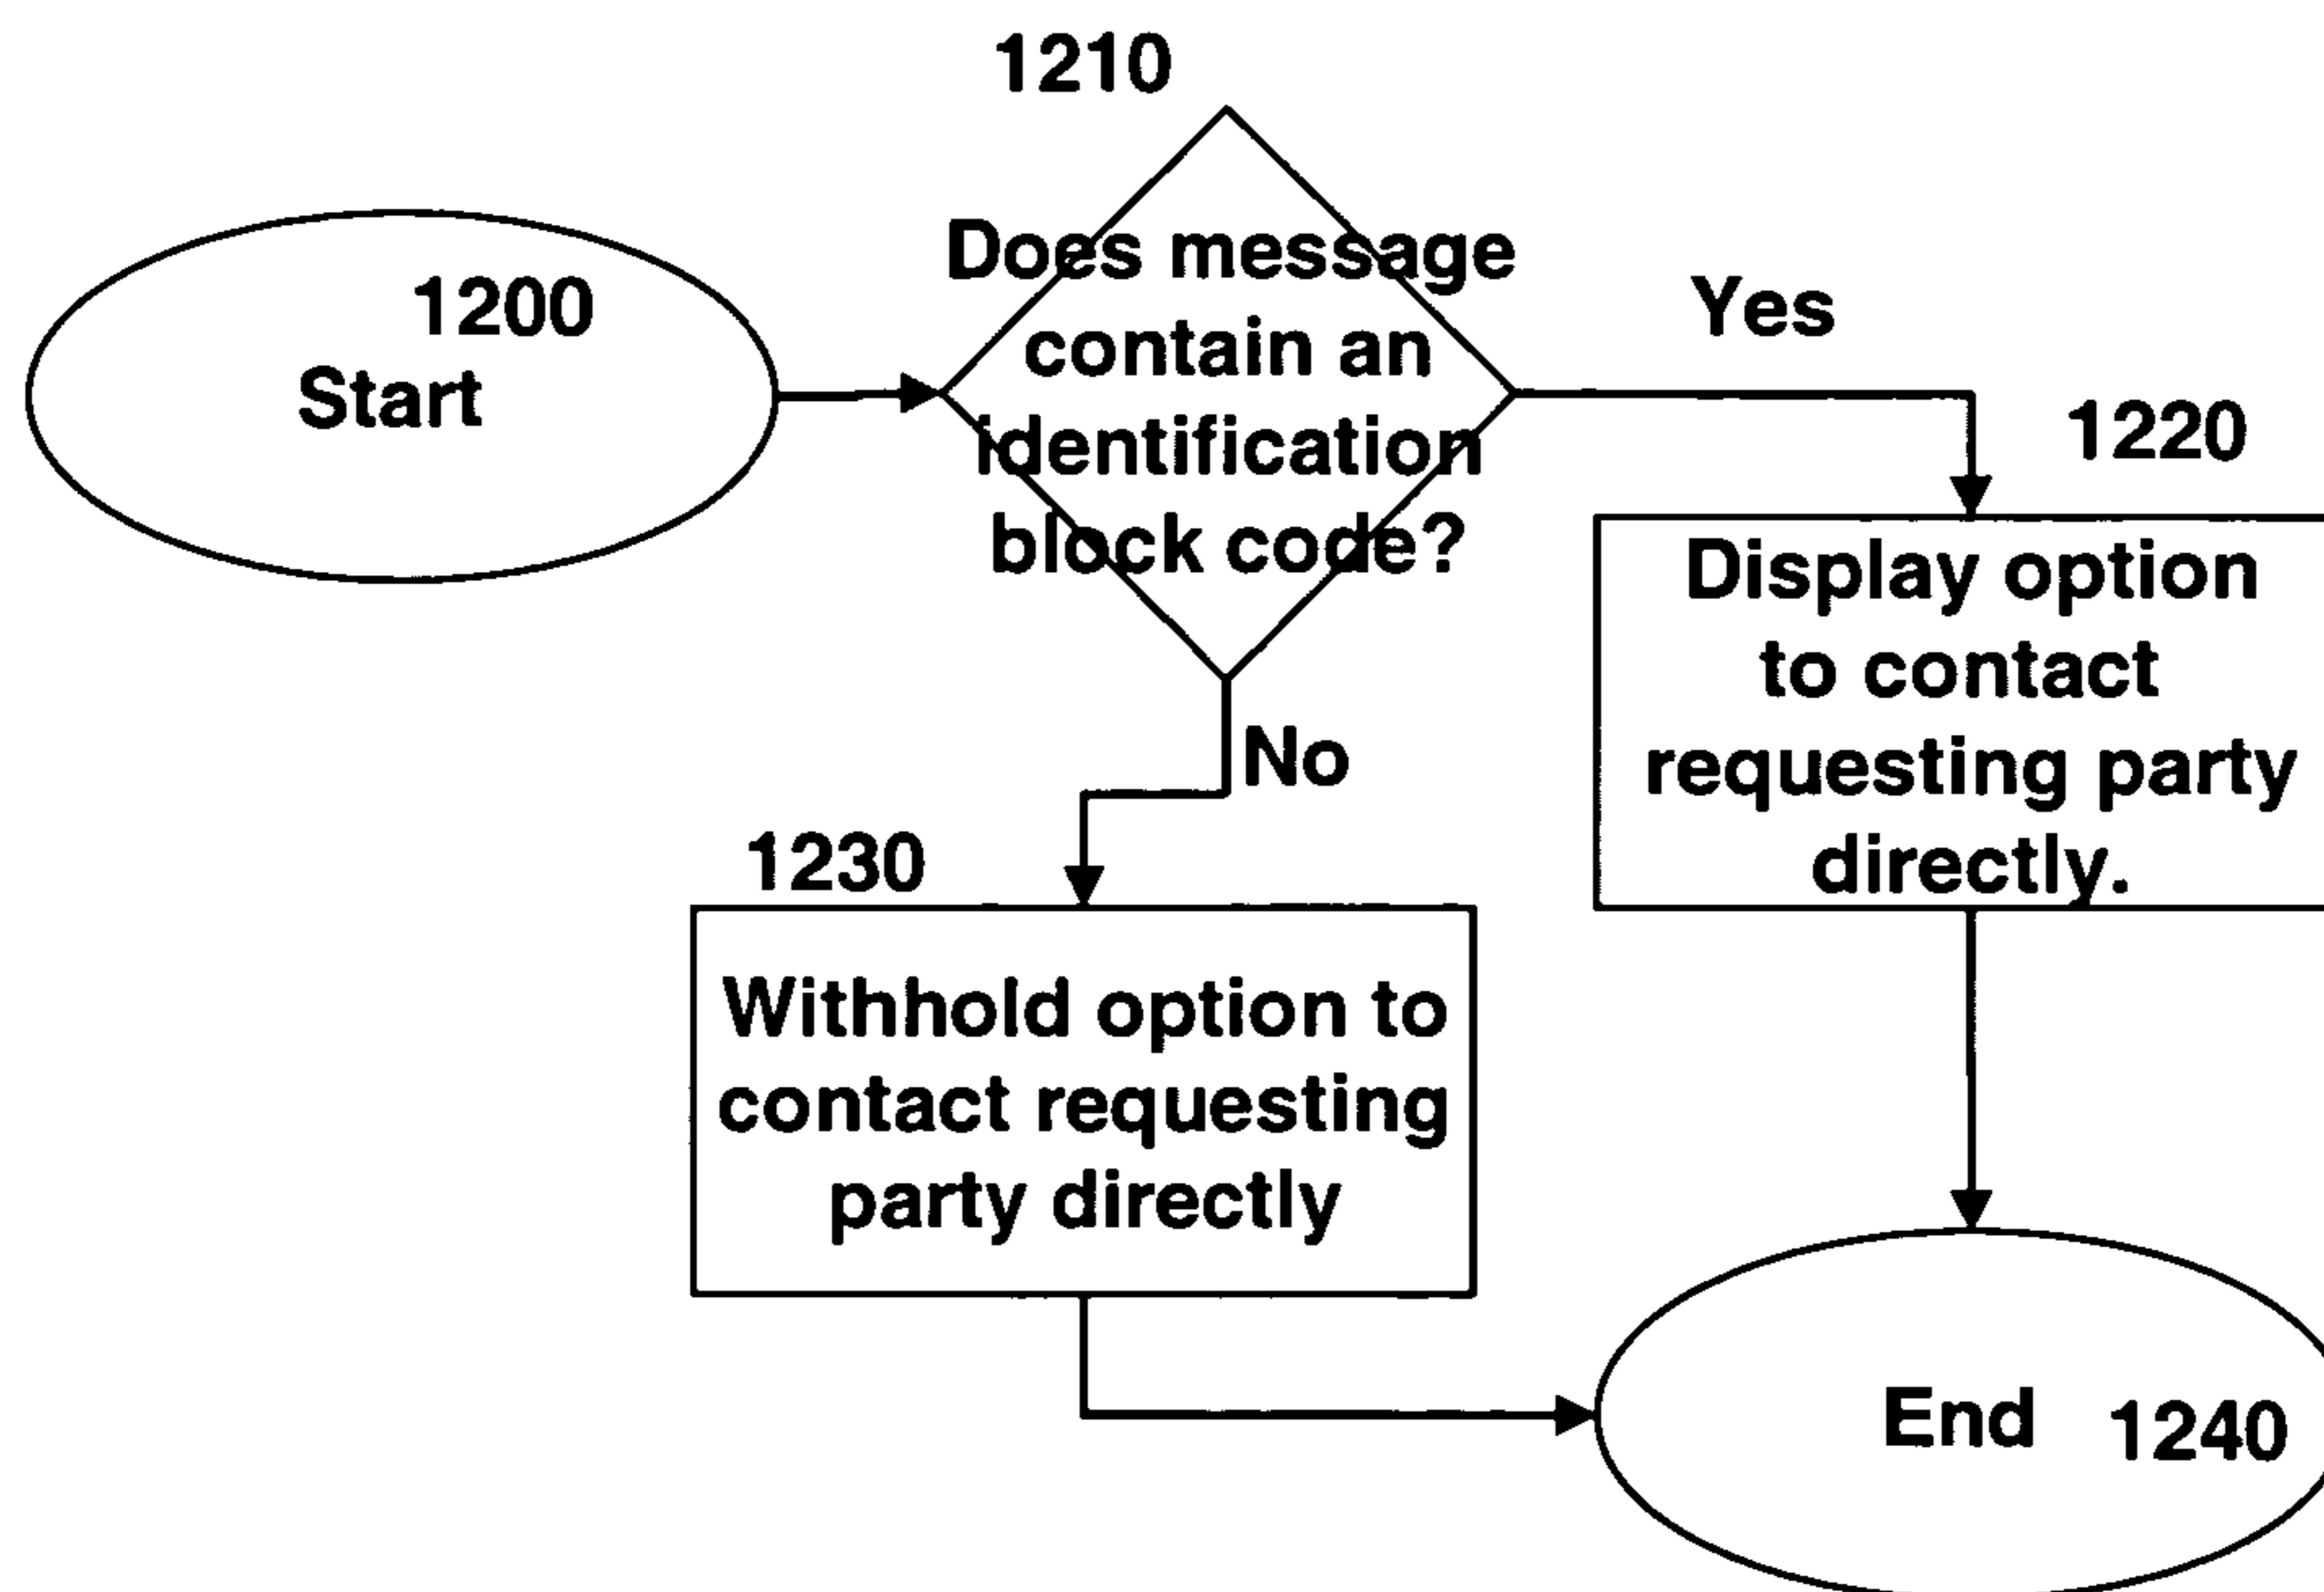 1210
1200
Start
Does message
contain an
identification
block code?
Yes
1220
Display option
to contact
requesting party
directly.
No
1230
Withhold option to
contact requesting
party directly
End 1240